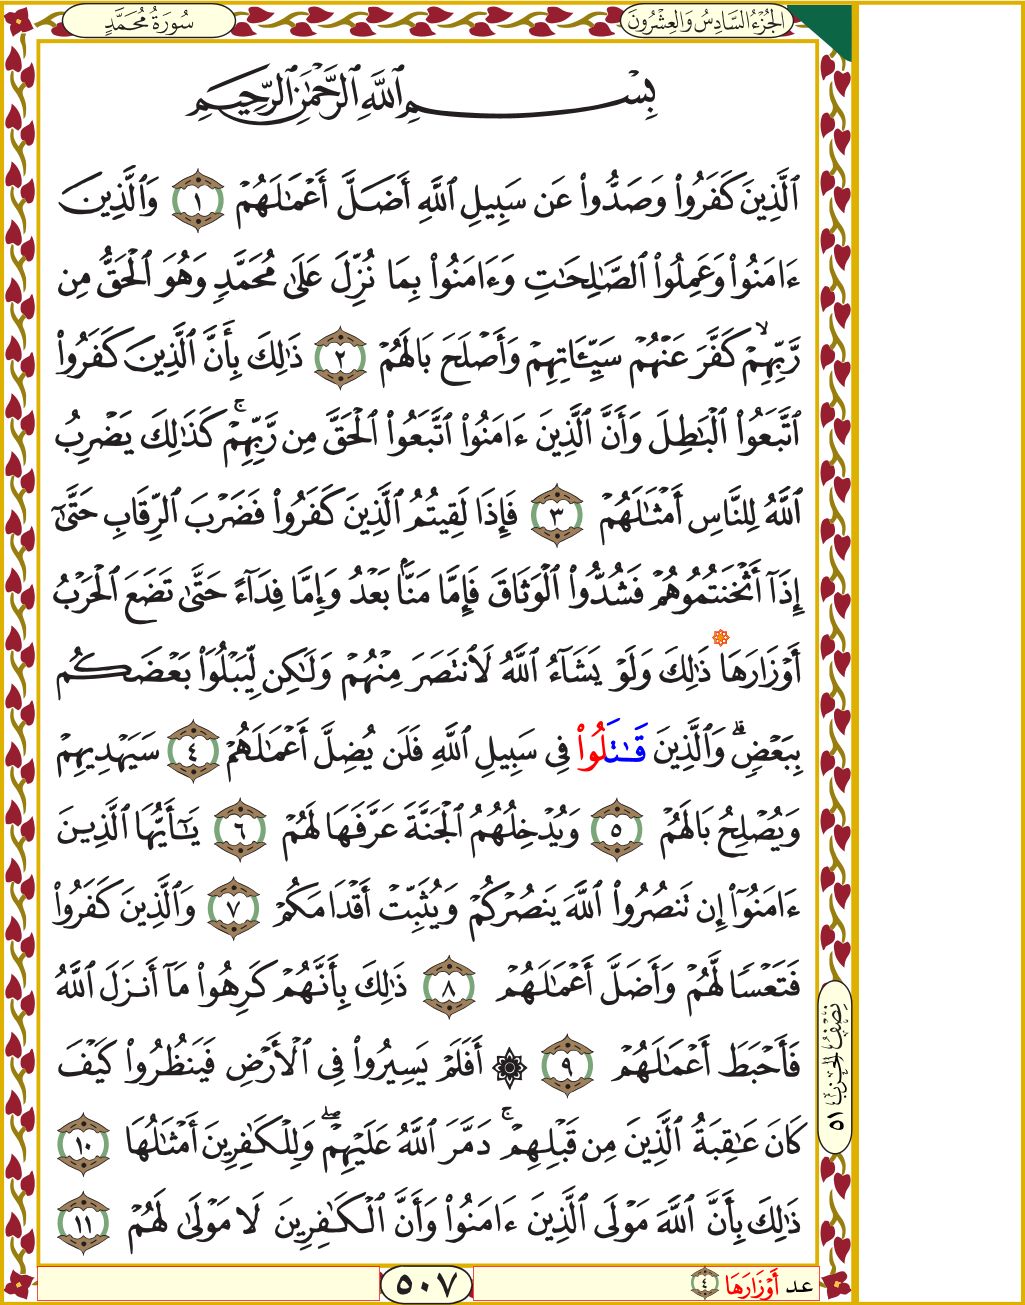 الجُزْءُ السَّادِسُ وَالعِشْرُونَ
سُورَةُ مُحَمَّدٍ
بِسْمِ ٱللَّهِ ٱلرَّحْمَٰنِ ٱلرَّحِيمِ
ٱلَّذِينَ كَفَرُوا۟ وَصَدُّوا۟ عَن سَبِيلِ ٱللَّهِ أَضَلَّ أَعْمَٰلَهُمْ ١ وَٱلَّذِينَ
ءَامَنُوا۟ وَعَمِلُوا۟ ٱلصَّٰلِحَٰتِ وَءَامَنُوا۟ بِمَا نُزِّلَ عَلَىٰ مُحَمَّدٍ وَهُوَ ٱلْحَقُّ مِن
رَّبِّهِمْ ۙ كَفَّرَ عَنْهُمْ سَيِّـَٔاتِهِمْ وَأَصْلَحَ بَالَهُمْ ٢ ذَٰلِكَ بِأَنَّ ٱلَّذِينَ كَفَرُوا۟
ٱتَّبَعُوا۟ ٱلْبَٰطِلَ وَأَنَّ ٱلَّذِينَ ءَامَنُوا۟ ٱتَّبَعُوا۟ ٱلْحَقَّ مِن رَّبِّهِمْ ۚ كَذَٰلِكَ يَضْرِبُ
ٱللَّهُ لِلنَّاسِ أَمْثَٰلَهُمْ ٣ فَإِذَا لَقِيتُمُ ٱلَّذِينَ كَفَرُوا۟ فَضَرْبَ ٱلرِّقَابِ حَتَّىٰٓ
إِذَآ أَثْخَنتُمُوهُمْ فَشُدُّوا۟ ٱلْوَثَاقَ فَإِمَّا مَنًّۢا بَعْدُ وَإِمَّا فِدَآءً حَتَّىٰ تَضَعَ ٱلْحَرْبُ
أَوْزَارَهَا ذَٰلِكَ وَلَوْ يَشَآءُ ٱللَّهُ لَٱنتَصَرَ مِنْهُمْ وَلَٰكِن لِّيَبْلُوَا۟ بَعْضَكُم
بِبَعْضٍ ۗ وَٱلَّذِينَ قَٰتَلُوا۟ فِى سَبِيلِ ٱللَّهِ فَلَن يُضِلَّ أَعْمَٰلَهُمْ ٤ سَيَهْدِيهِمْ
وَيُصْلِحُ بَالَهُمْ ٥ وَيُدْخِلُهُمُ ٱلْجَنَّةَ عَرَّفَهَا لَهُمْ ٦ يَٰٓأَيُّهَا ٱلَّذِينَ
ءَامَنُوٓا۟ إِن تَنصُرُوا۟ ٱللَّهَ يَنصُرْكُمْ وَيُثَبِّتْ أَقْدَامَكُمْ ٧ وَٱلَّذِينَ كَفَرُوا۟
فَتَعْسًا لَّهُمْ وَأَضَلَّ أَعْمَٰلَهُمْ ٨ ذَٰلِكَ بِأَنَّهُمْ كَرِهُوا۟ مَآ أَنزَلَ ٱللَّهُ
فَأَحْبَطَ أَعْمَٰلَهُمْ ٩ ۞ أَفَلَمْ يَسِيرُوا۟ فِى ٱلْأَرْضِ فَيَنظُرُوا۟ كَيْفَ
كَانَ عَٰقِبَةُ ٱلَّذِينَ مِن قَبْلِهِمْ ۚ دَمَّرَ ٱللَّهُ عَلَيْهِمْ ۖ وَلِلْكَٰفِرِينَ أَمْثَٰلُهَا ١٠
ذَٰلِكَ بِأَنَّ ٱللَّهَ مَوْلَى ٱلَّذِينَ ءَامَنُوا۟ وَأَنَّ ٱلْكَٰفِرِينَ لَا مَوْلَىٰ لَهُمْ ١١
نِصْفُ الحِزْبِ ٥١
عد أَوْزَارَهَا ٤
٥٠٧